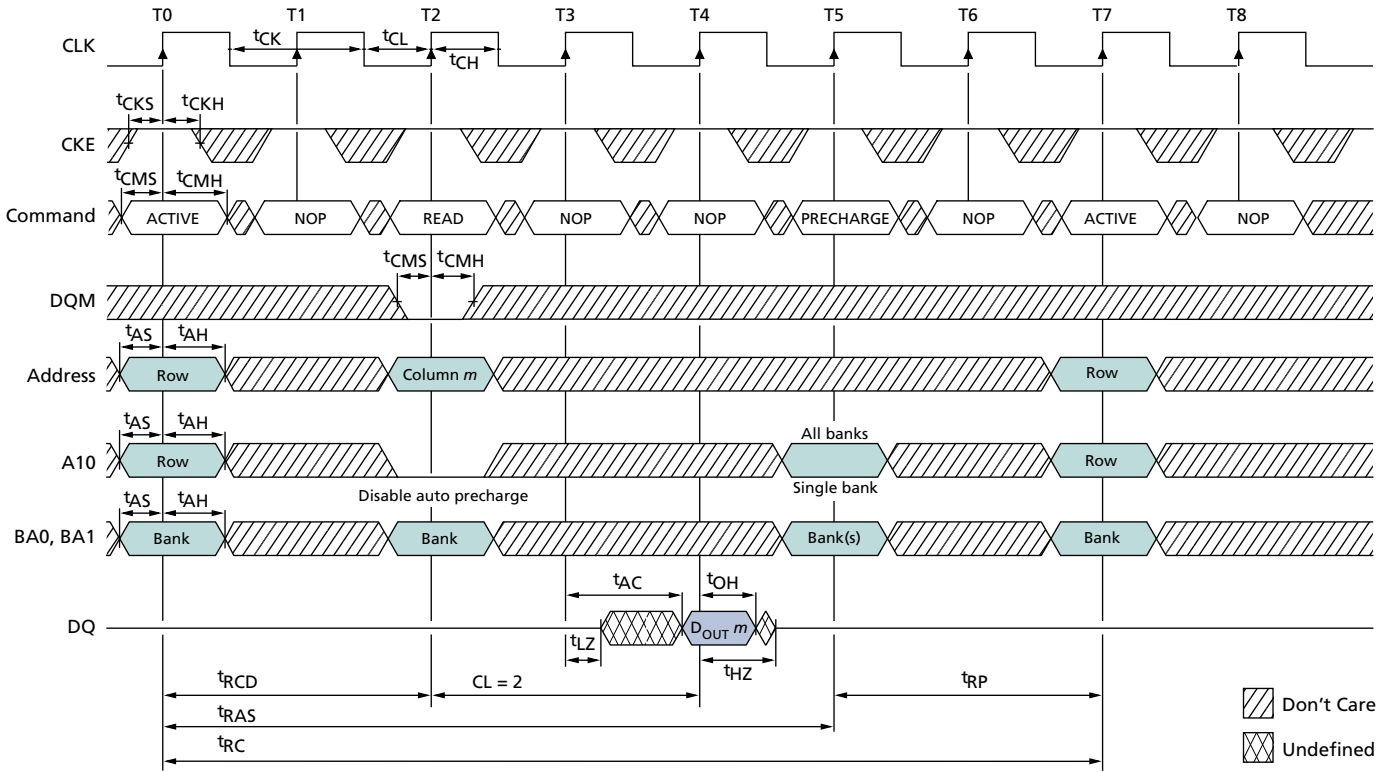 T0 T1 T2 T3 T4 T5 T6 T7 T8
CLK tCK tCL tCH
tCKS tCKH
CKE
tCMS tCMH
Command ACTIVE NOP READ NOP NOP PRECHARGE NOP ACTIVE NOP
tCMS tCMH
DQM
tAS tAH
Address Row Column m Row
tAS tAH All banks
A10 Row Row
Disable auto precharge Single bank
tAS tAH
BA0, BA1 Bank Bank Bank(s) Bank
tAC tOH
DQ DOUT m
tLZ tHZ
tRCD CL = 2 tRP
tRAS
tRC
Don't Care
Undefined